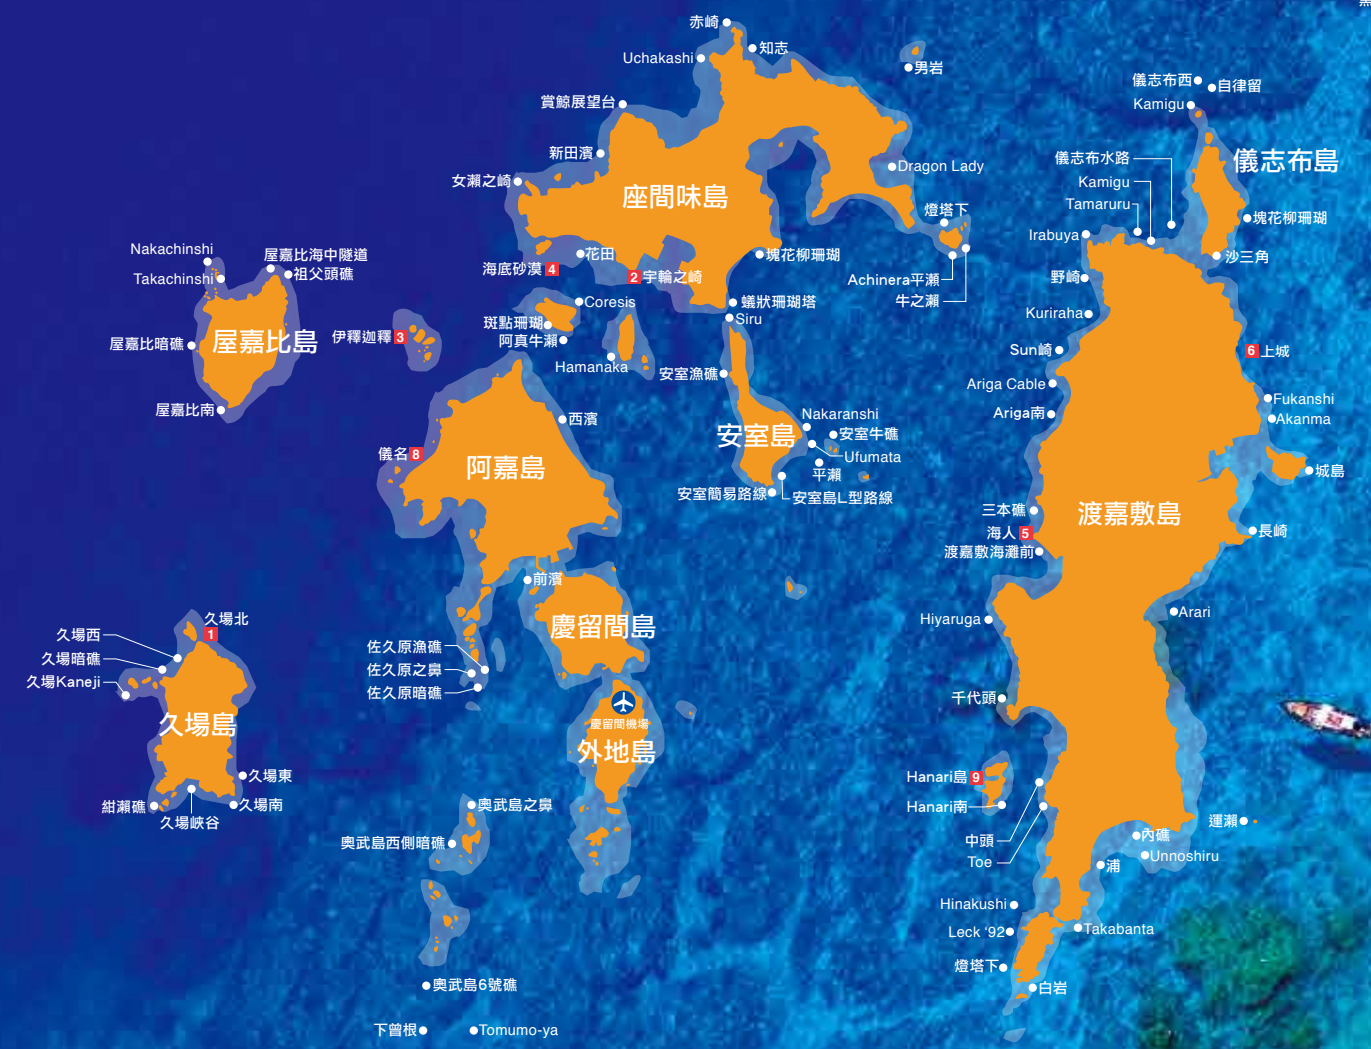 赤崎
知志
Uchakashi
男岩
賞鯨展望台
新田濱
女瀨之崎
座間味島
Dragon Lady
燈塔下
海底砂漠 4
花田
2 宇輪之崎
塊花柳珊瑚
Achinera平瀨
牛之瀨
蟻狀珊瑚塔
Siru
Coresis
斑點珊瑚
阿真牛瀨
Hamanaka
安室漁礁
安室島
Nakaranshi
安室牛礁
Ufumata
平瀨
安室簡易路線
安室島L型路線
Nakachinshi
Takachinshi
屋嘉比海中隧道
祖父頭礁
屋嘉比島
屋嘉比暗礁
屋嘉比南
伊釋迦釋 3
西濱
儀名 8
阿嘉島
前濱
慶留間島
佐久原漁礁
佐久原之鼻
佐久原暗礁
慶留間機場
外地島
久場北
1
久場西
久場暗礁
久場Kaneji
久場島
久場東
久場南
紺瀨礁
久場峽谷
奧武島之鼻
奧武島西側暗礁
奧武島6號礁
下曾根
Tomumo-ya
儀志布西
自律留
Kamigu
儀志布島
儀志布水路
Kamigu
Tamaruru
塊花柳珊瑚
沙三角
Irabuya
野崎
Kuriraha
Sun崎
Ariga Cable
Ariga南
6 上城
Fukanshi
Akanma
城島
長崎
渡嘉敷島
三本礁
海人 5
渡嘉敷海灘前
Hiyaruga
Arari
千代頭
Hanari島 9
Hanari南
中頭
Toe
運瀨
內礁
Unnoshiru
浦
Hinakushi
Leck ‘92
Takabanta
燈塔下
白岩